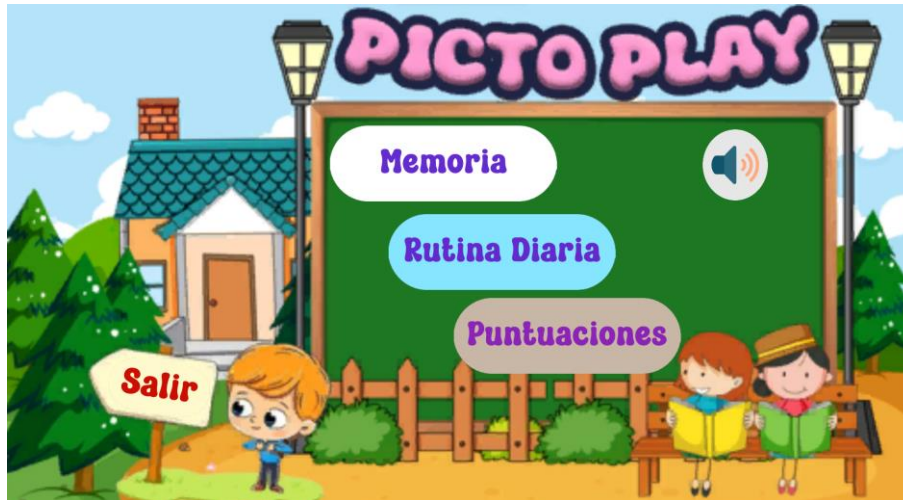 PICTO PLAY
Memoria
Rutina Diaria
Puntuaciones
Salir